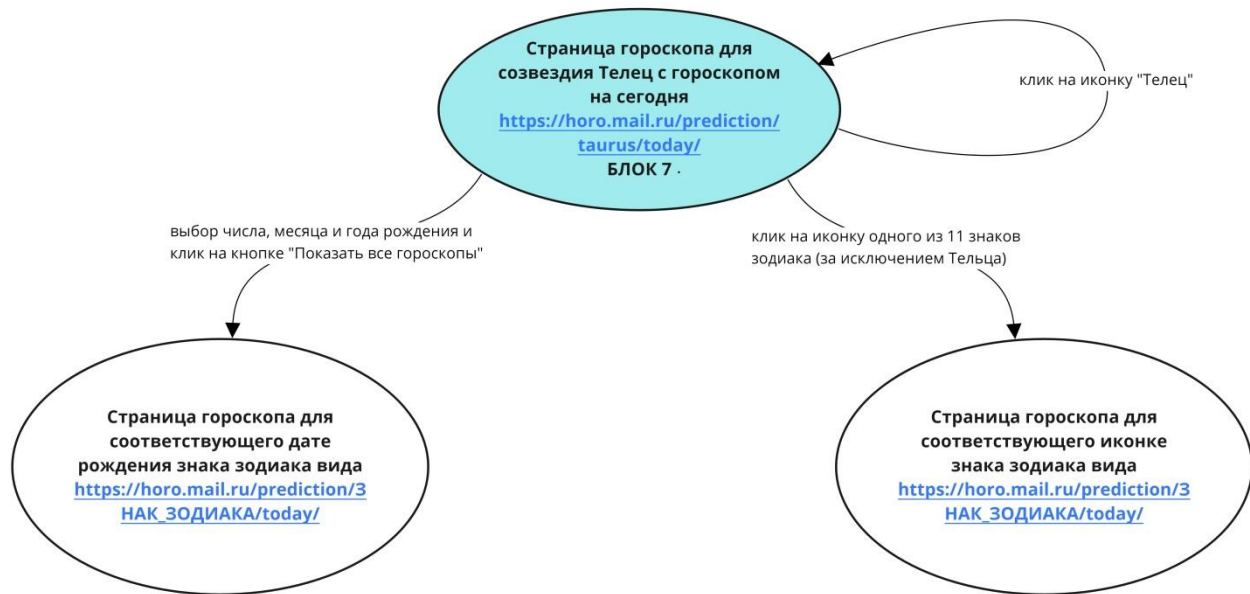 Страница гороскопа для
созвездия Телец с гороскопом
на сегодня
https://horo.mail.ru/prediction/
taurus/today/
БЛОК 7 .
клик на иконку "Телец"
выбор числа, месяца и года рождения и
клик на кнопке "Показать все гороскопы"
клик на иконку одного из 11 знаков
зодиака (за исключением Тельца)
Страница гороскопа для
соответствующего дате
рождения знака зодиака вида
https://horo.mail.ru/prediction/З
НАК_ЗОДИАКА/today/
Страница гороскопа для
соответствующего иконке
знака зодиака вида
https://horo.mail.ru/prediction/З
НАК_ЗОДИАКА/today/